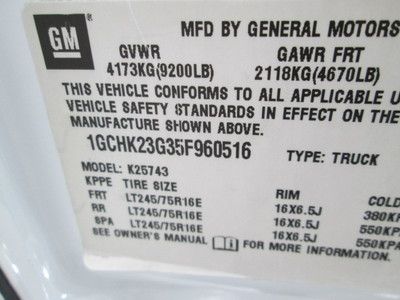 GM
MFD BY GENERAL MOTORS
GVWR GAWR FRT
4173KG(9200LB) 2118KG(4670LB)
THIS VEHICLE CONFORMS TO ALL APPLICABLE
VEHICLE SAFETY STANDARDS IN EFFECT ON THE
MANUFACTURE SHOWN ABOVE.
1GCHK23G35F960516 TYPE: TRUCK
MODEL: K25743
KPPE TIRE SIZE RIM COLD
FRT LT245/75R16E 16X6.5J 380KP
RR LT245/75R16E 16X6.5J 550KP
SPA LT245/75R16E 16X6.5J 550KPA
SEE OWNER'S MANUAL FOR ADDITIONAL INFORMATION